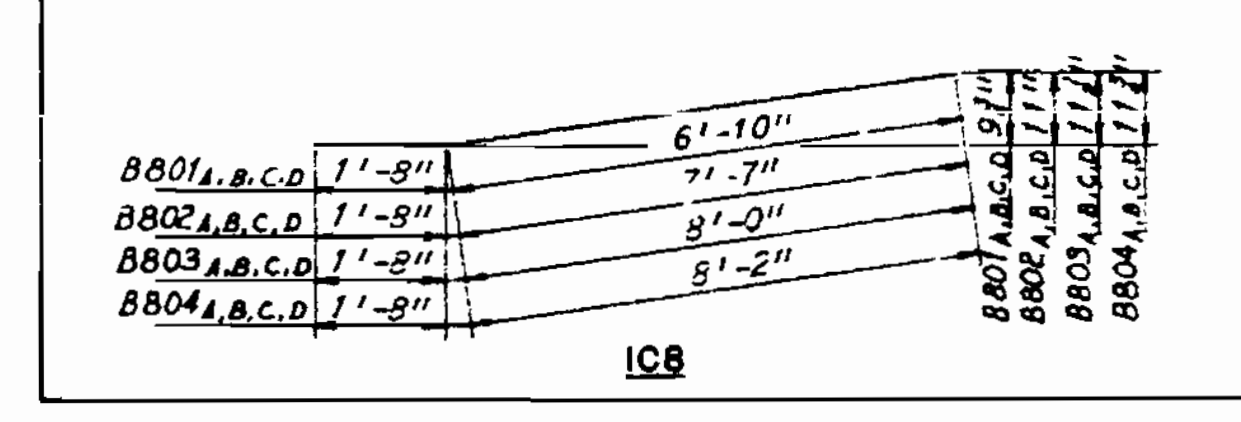 B801A,B,C,D 1'-8" 6'-10"
B802A,B,C,D 1'-8" 7'-7"
B803A,B,C,D 1'-8" 8'-0"
B804A,B,C,D 1'-8" 8'-2"
B801A,B,C,D
B802A,B,C,D 11"
B803A,B,C,D
B804A,B,C,D
IC8